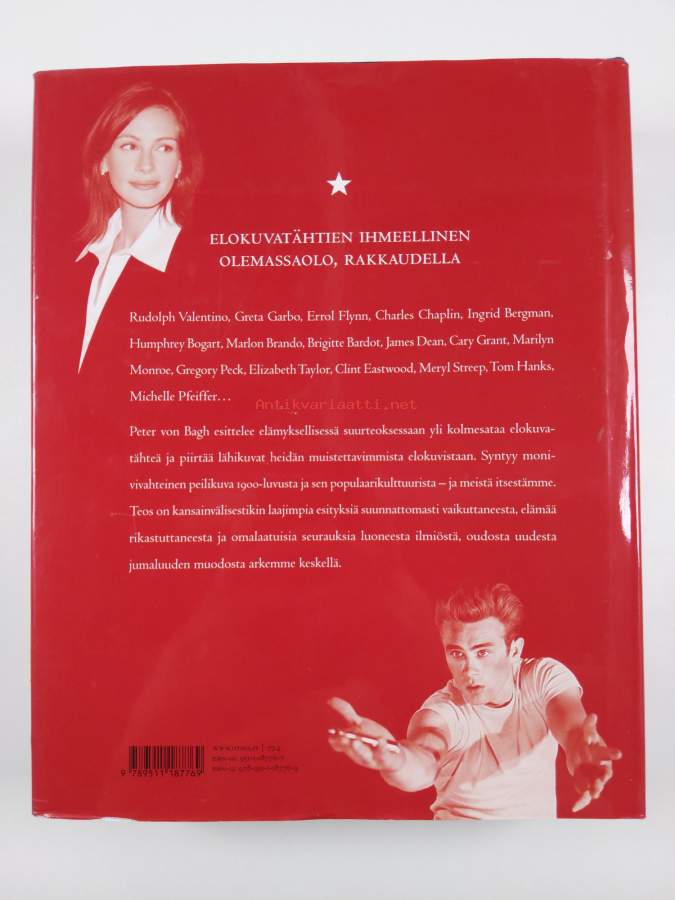 ELOKUVATÄHTIEN IHMEELLINEN
OLEMASSAOLO, RAKKAUDELLA
Rudolph Valentino, Greta Garbo, Errol Flynn, Charles Chaplin, Ingrid Bergman,
Humphrey Bogart, Marlon Brando, Brigitte Bardot, James Dean, Cary Grant, Marilyn
Monroe, Gregory Peck, Elizabeth Taylor, Clint Eastwood, Meryl Streep, Tom Hanks,
Michelle Pfeiffer…
Antikvariaatti.net
Peter von Bagh esittelee elämyksellisessä suurteoksessaan yli kolmesataa elokuva-
tähteä ja piirtää lähikuvat heidän muistettavimmista elokuvistaan. Syntyy moni-
vivahteinen peilikuva 1900-luvusta ja sen populaarikulttuurista – ja meistä itsestämme.
Teos on kansainvälisestikin laajimpia esityksiä suunnattomasti vaikuttaneesta, elämää
rikastuttaneesta ja omalaatuisia seurauksia luoneesta ilmiöstä, oudosta uudesta
jumaluuden muodosta arkemme keskellä.
9 789511 187769